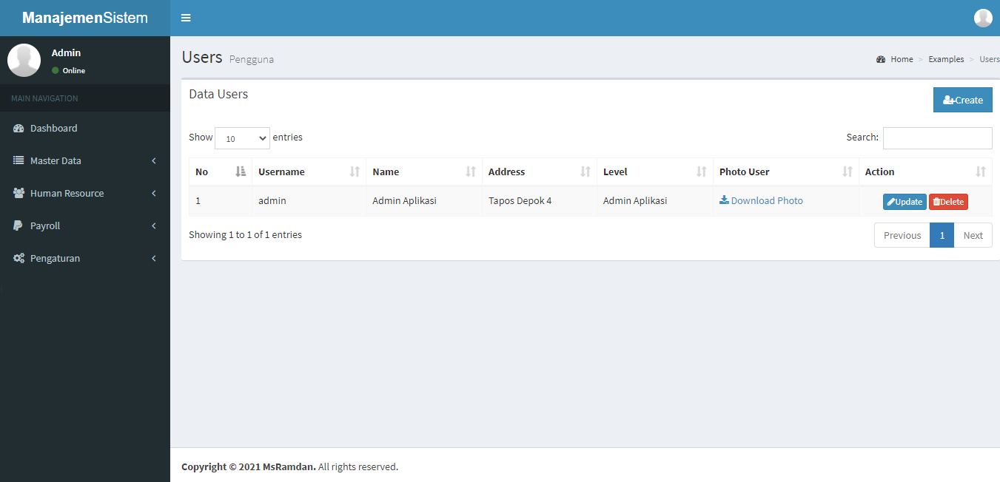 ManajemenSistem
Admin
Online
MAIN NAVIGATION
Dashboard
Master Data
Human Resource
Payroll
Pengaturan
Users Pengguna
Home > Examples > Users
Data Users
Create
Show 10 entries
Search:
No Username Name Address Level Photo User Action
1 admin Admin Aplikasi Tapos Depok 4 Admin Aplikasi Download Photo Update Delete
Showing 1 to 1 of 1 entries
Previous 1 Next
Copyright © 2021 MsRamdan. All rights reserved.